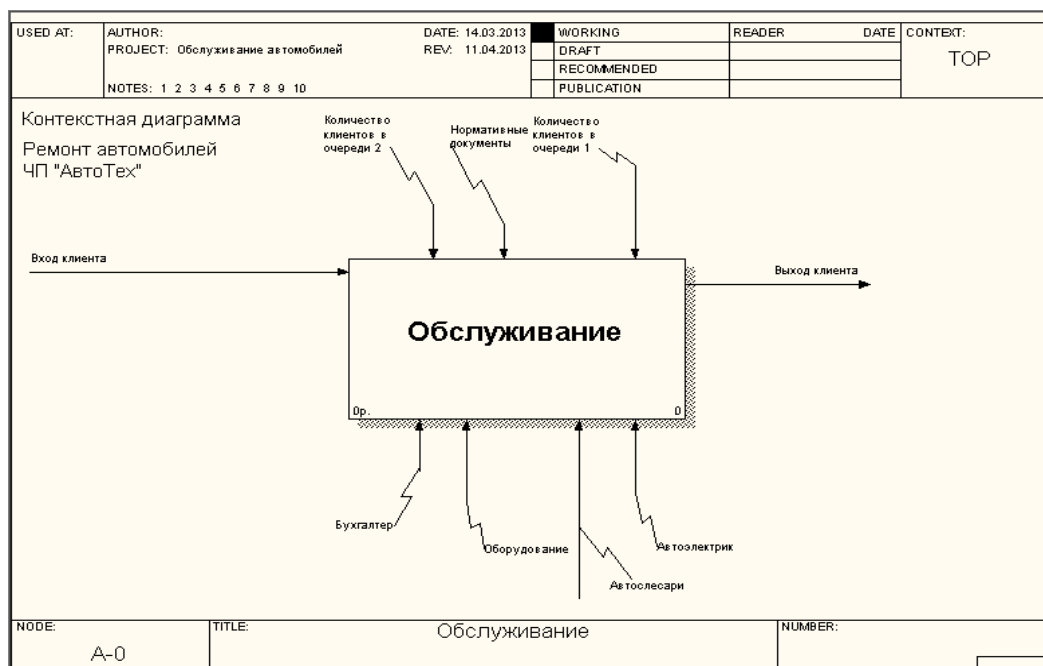 USED AT:
AUTHOR:
DATE: 14.03.2013
WORKING
READER
DATE
CONTEXT:
PROJECT: Обслуживание автомобилей
REV: 11.04.2013
DRAFT
TOP
RECOMMENDED
NOTES: 1 2 3 4 5 6 7 8 9 10
PUBLICATION
Контекстная диаграмма
Ремонт автомобилей
ЧП "АвтоТех"
Количество
клиентов в
очереди 2
Нормативные
документы
Количество
клиентов в
очереди 1
Вход клиента
Выход клиента
Обслуживание
0р.
0
Бухгалтер
Оборудование
Автоэлектрик
Автослесари
NODE:
TITLE:
Обслуживание
NUMBER:
A-0